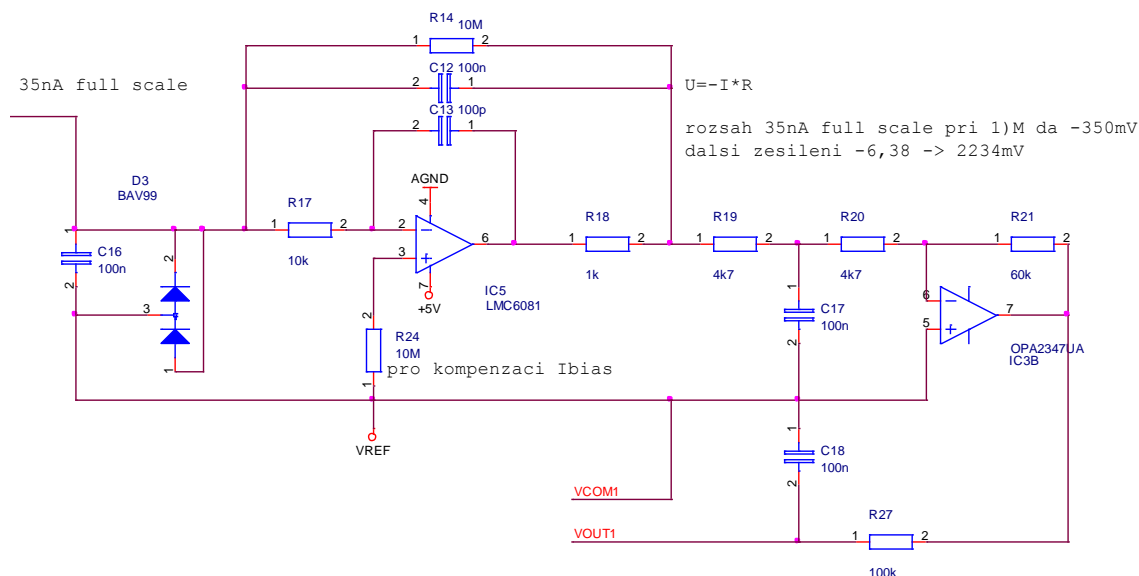 R14
10M
1
2
35nA full scale
C12 100n
2
1
U=-I*R
C13 100p
2
1
rozsah 35nA full scale pri 1)M da -350mV
dalsi zesileni -6,38 -> 2234mV
D3
BAV99
AGND
4
R17
1
2
10k
2
3
6
7
+5V
IC5
LMC6081
R18
1
2
1k
R19
1
2
4k7
R20
1
2
4k7
R21
1
2
60k
1
C16
100n
2
2
3
1
2
R24
10M
1
pro kompenzaci Ibias
VREF
1
C17
100n
2
6
5
7
OPA2347UA
IC3B
1
C18
100n
2
VCOM1
VOUT1
R27
1
2
100k